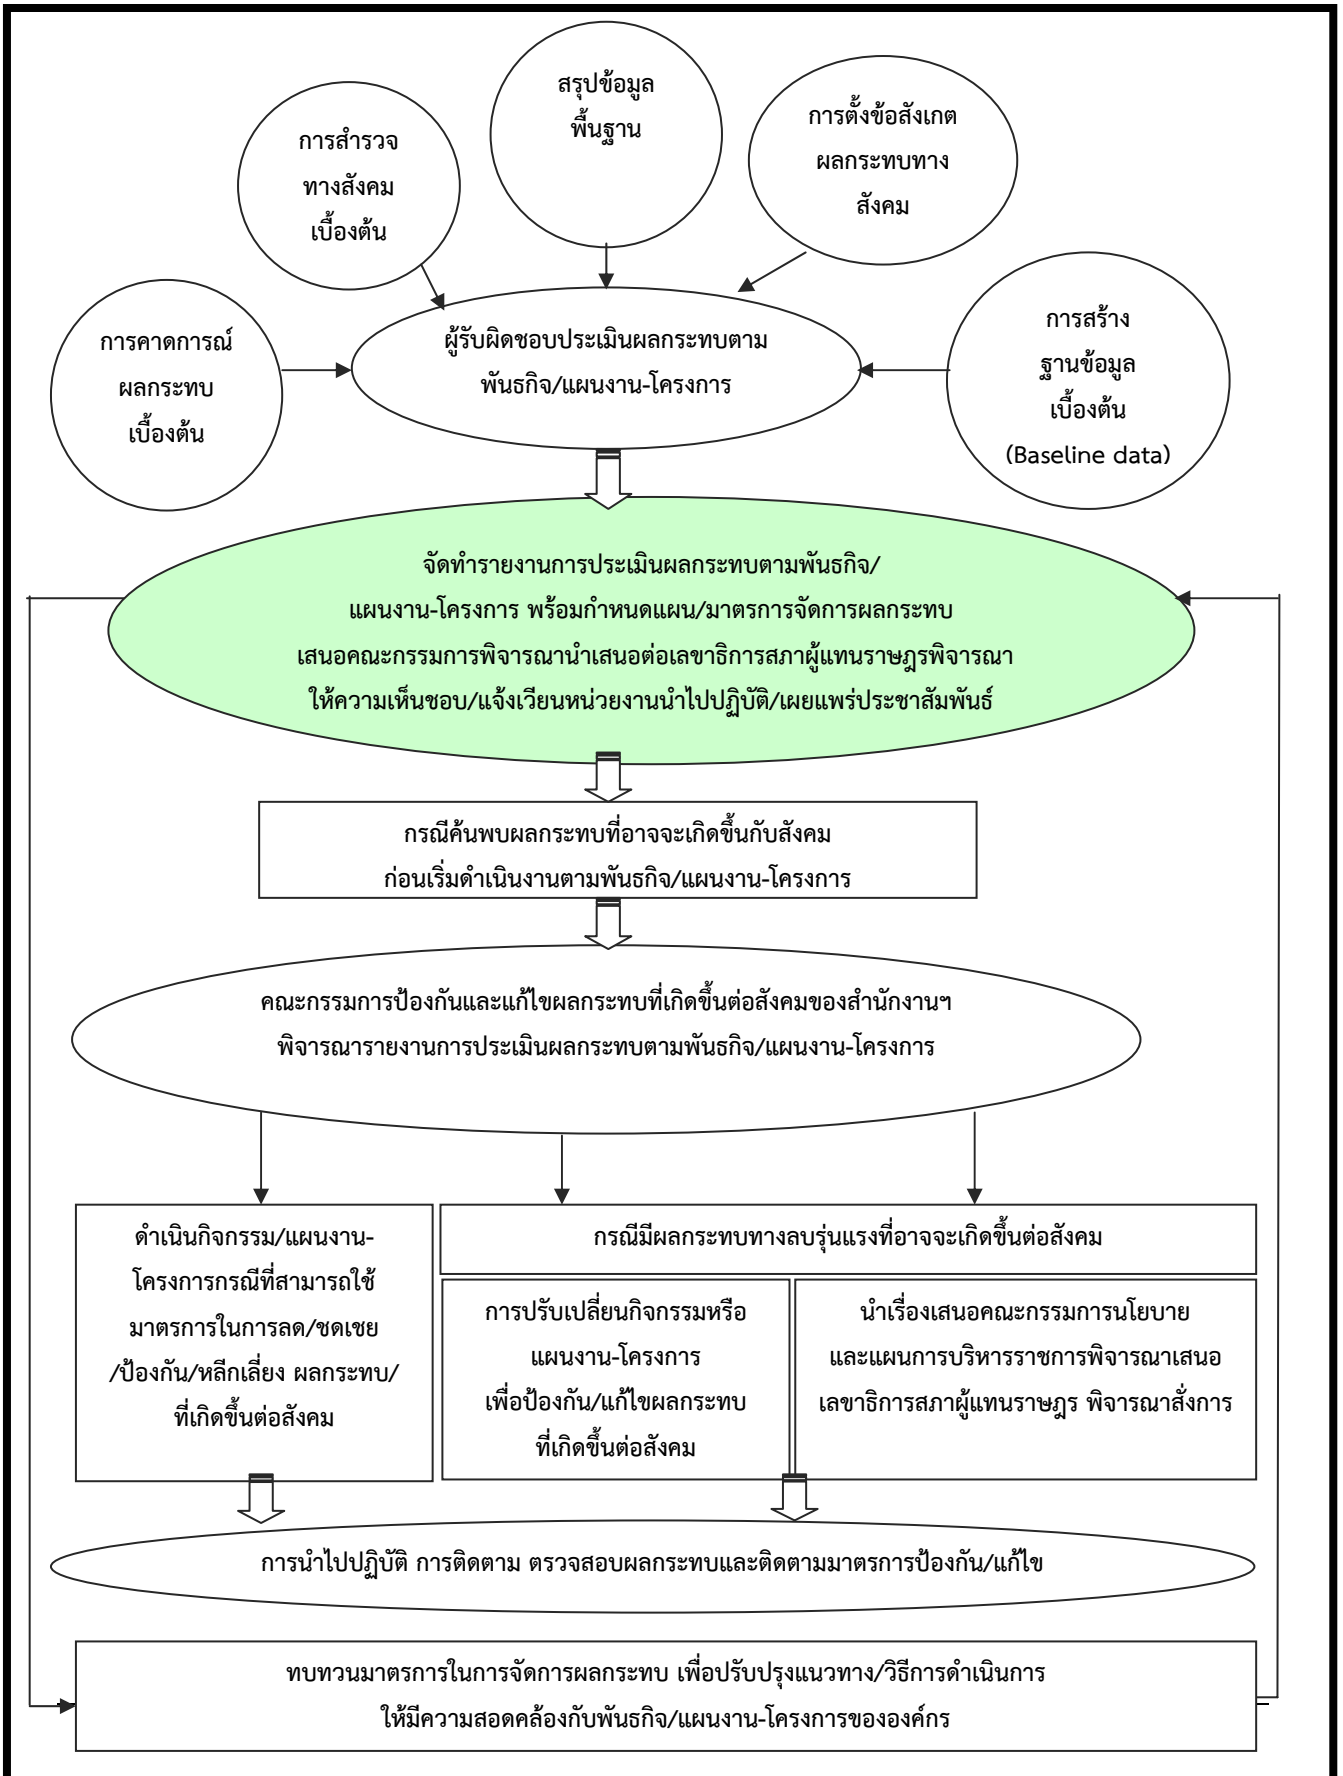 สรุปข้อมูล
พื้นฐาน
การตั้งข้อสังเกต
ผลกระทบทาง
สังคม
การสำรวจ
ทางสังคม
เบื้องต้น
การคาดการณ์
ผลกระทบ
เบื้องต้น
ผู้รับผิดชอบประเมินผลกระทบตาม
พันธกิจ/แผนงาน-โครงการ
การสร้าง
ฐานข้อมูล
เบื้องต้น
(Baseline data)
จัดทำรายงานการประเมินผลกระทบตามพันธกิจ/
แผนงาน-โครงการ พร้อมกำหนดแผน/มาตรการจัดการผลกระทบ
เสนอคณะกรรมการพิจารณานำเสนอต่อเลขาธิการสภาผู้แทนราษฎรพิจารณา
ให้ความเห็นชอบ/แจ้งเวียนหน่วยงานนำไปปฏิบัติ/เผยแพร่ประชาสัมพันธ์
กรณีค้นพบผลกระทบที่อาจจะเกิดขึ้นกับสังคม
ก่อนเริ่มดำเนินงานตามพันธกิจ/แผนงาน-โครงการ
คณะกรรมการป้องกันและแก้ไขผลกระทบที่เกิดขึ้นต่อสังคมของสำนักงานฯ
พิจารณารายงานการประเมินผลกระทบตามพันธกิจ/แผนงาน-โครงการ
ดำเนินกิจกรรม/แผนงาน-
โครงการกรณีที่สามารถใช้
มาตรการในการลด/ชดเชย
/ป้องกัน/หลีกเลี่ยง ผลกระทบ/
ที่เกิดขึ้นต่อสังคม
กรณีมีผลกระทบทางลบรุ่นแรงที่อาจจะเกิดขึ้นต่อสังคม
การปรับเปลี่ยนกิจกรรมหรือ
แผนงาน-โครงการ
เพื่อป้องกัน/แก้ไขผลกระทบ
ที่เกิดขึ้นต่อสังคม
นำเรื่องเสนอคณะกรรมการนโยบาย
และแผนการบริหารราชการพิจารณาเสนอ
เลขาธิการสภาผู้แทนราษฎร พิจารณาสั่งการ
การนำไปปฏิบัติ การติดตาม ตรวจสอบผลกระทบและติดตามมาตรการป้องกัน/แก้ไข
ทบทวนมาตรการในการจัดการผลกระทบ เพื่อปรับปรุงแนวทาง/วิธีการดำเนินการ
ให้มีความสอดคล้องกับพันธกิจ/แผนงาน-โครงการขององค์กร